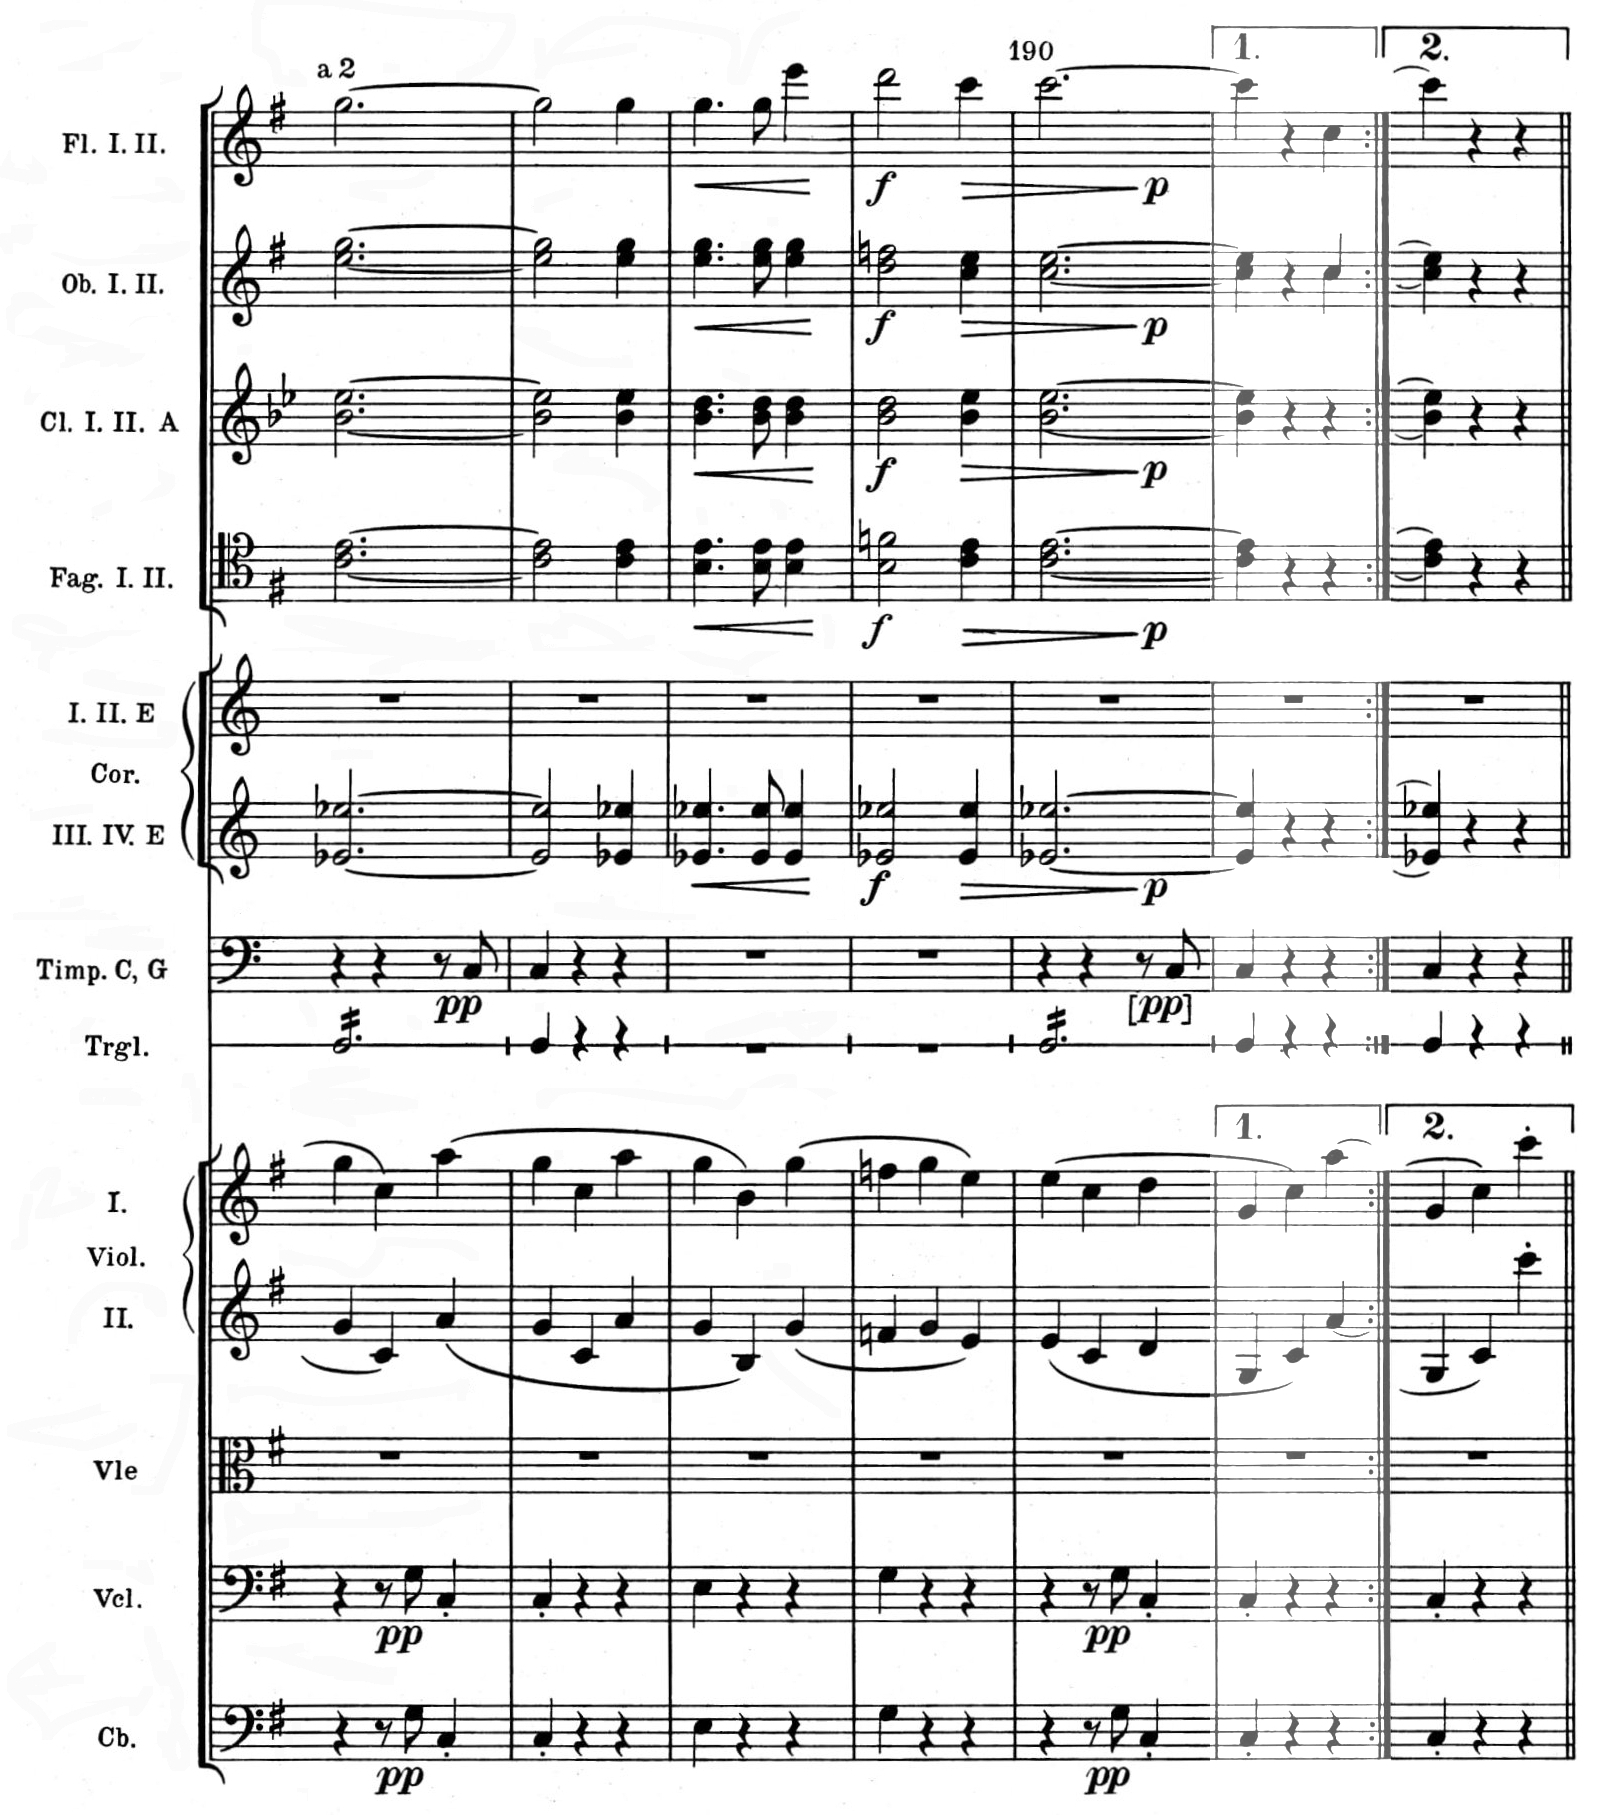 190 1. 2.
a 2
Fl. I. II.
f p
Ob. I. II.
f p
Cl. I. II. A
f p
Fag. I. II.
f p
I. II. E
Cor.
III. IV. E
f p
Timp. C, G
pp [pp]
Trgl.
1. 2.
I.
Viol.
II.
Vle
Vcl.
pp pp
Cb.
pp pp